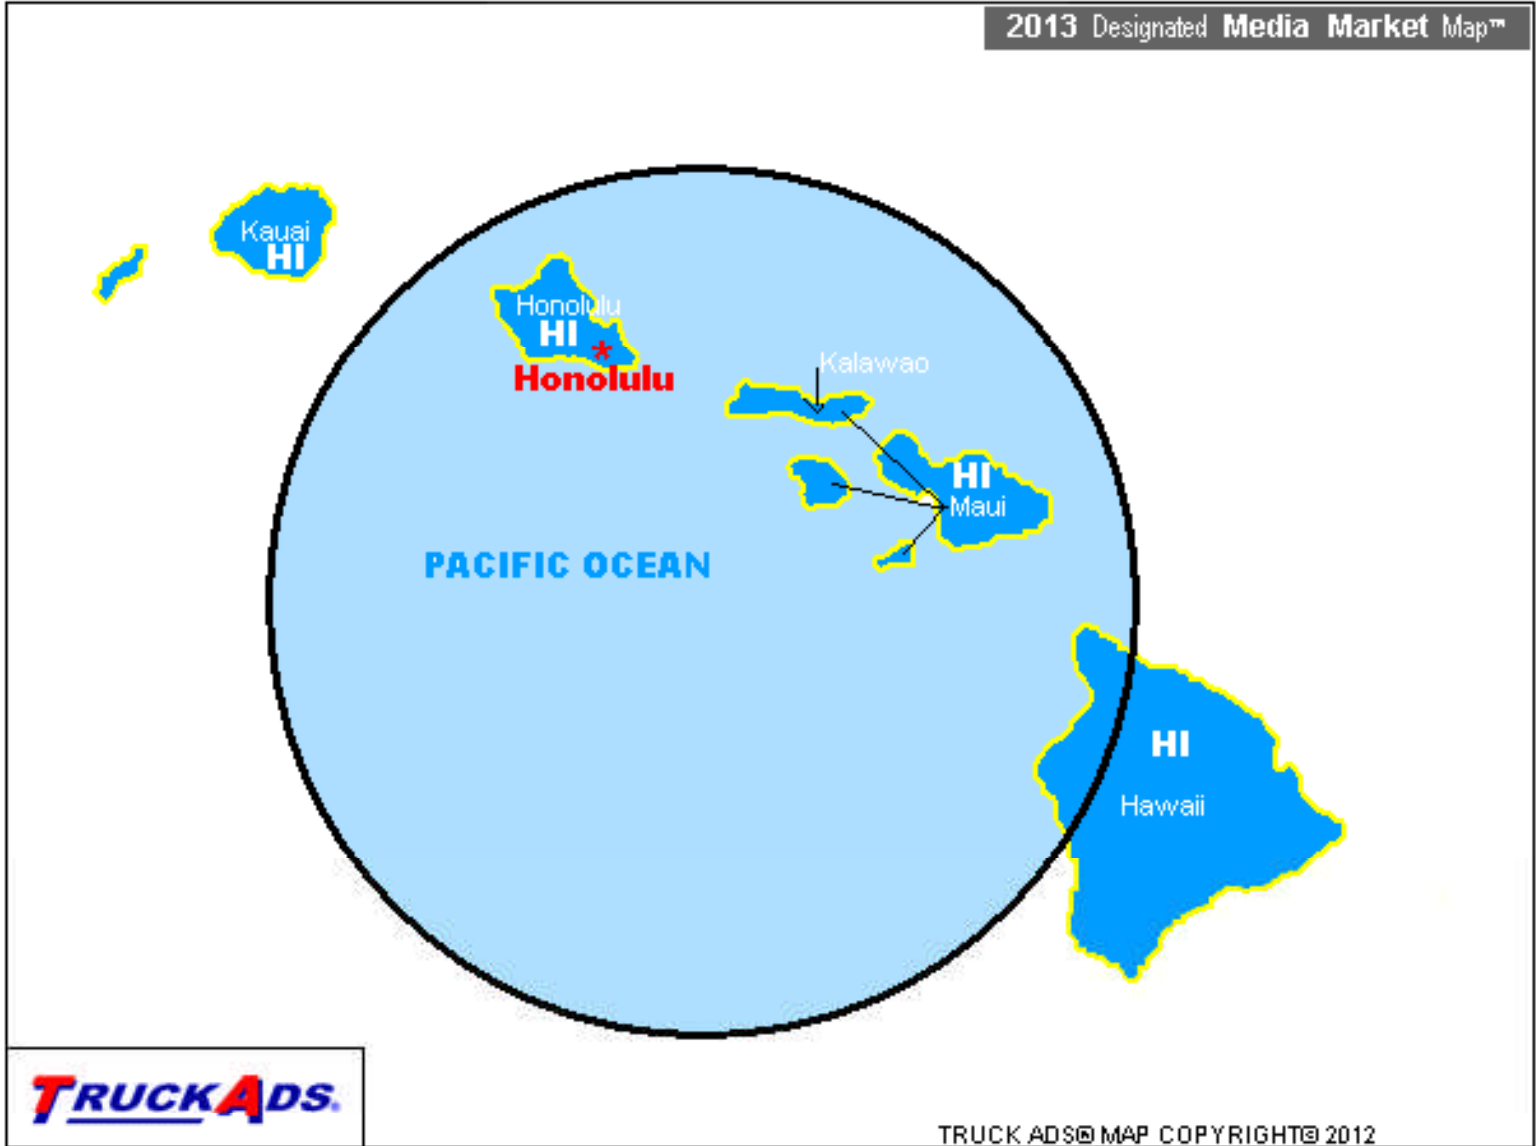 2013 Designated Media Market Map™
Kauai
HI
Honolulu
HI
*
Honolulu
Kalawao
HI
Maui
PACIFIC OCEAN
HI
Hawaii
TRUCKADS.
TRUCK ADS® MAP COPYRIGHT© 2012